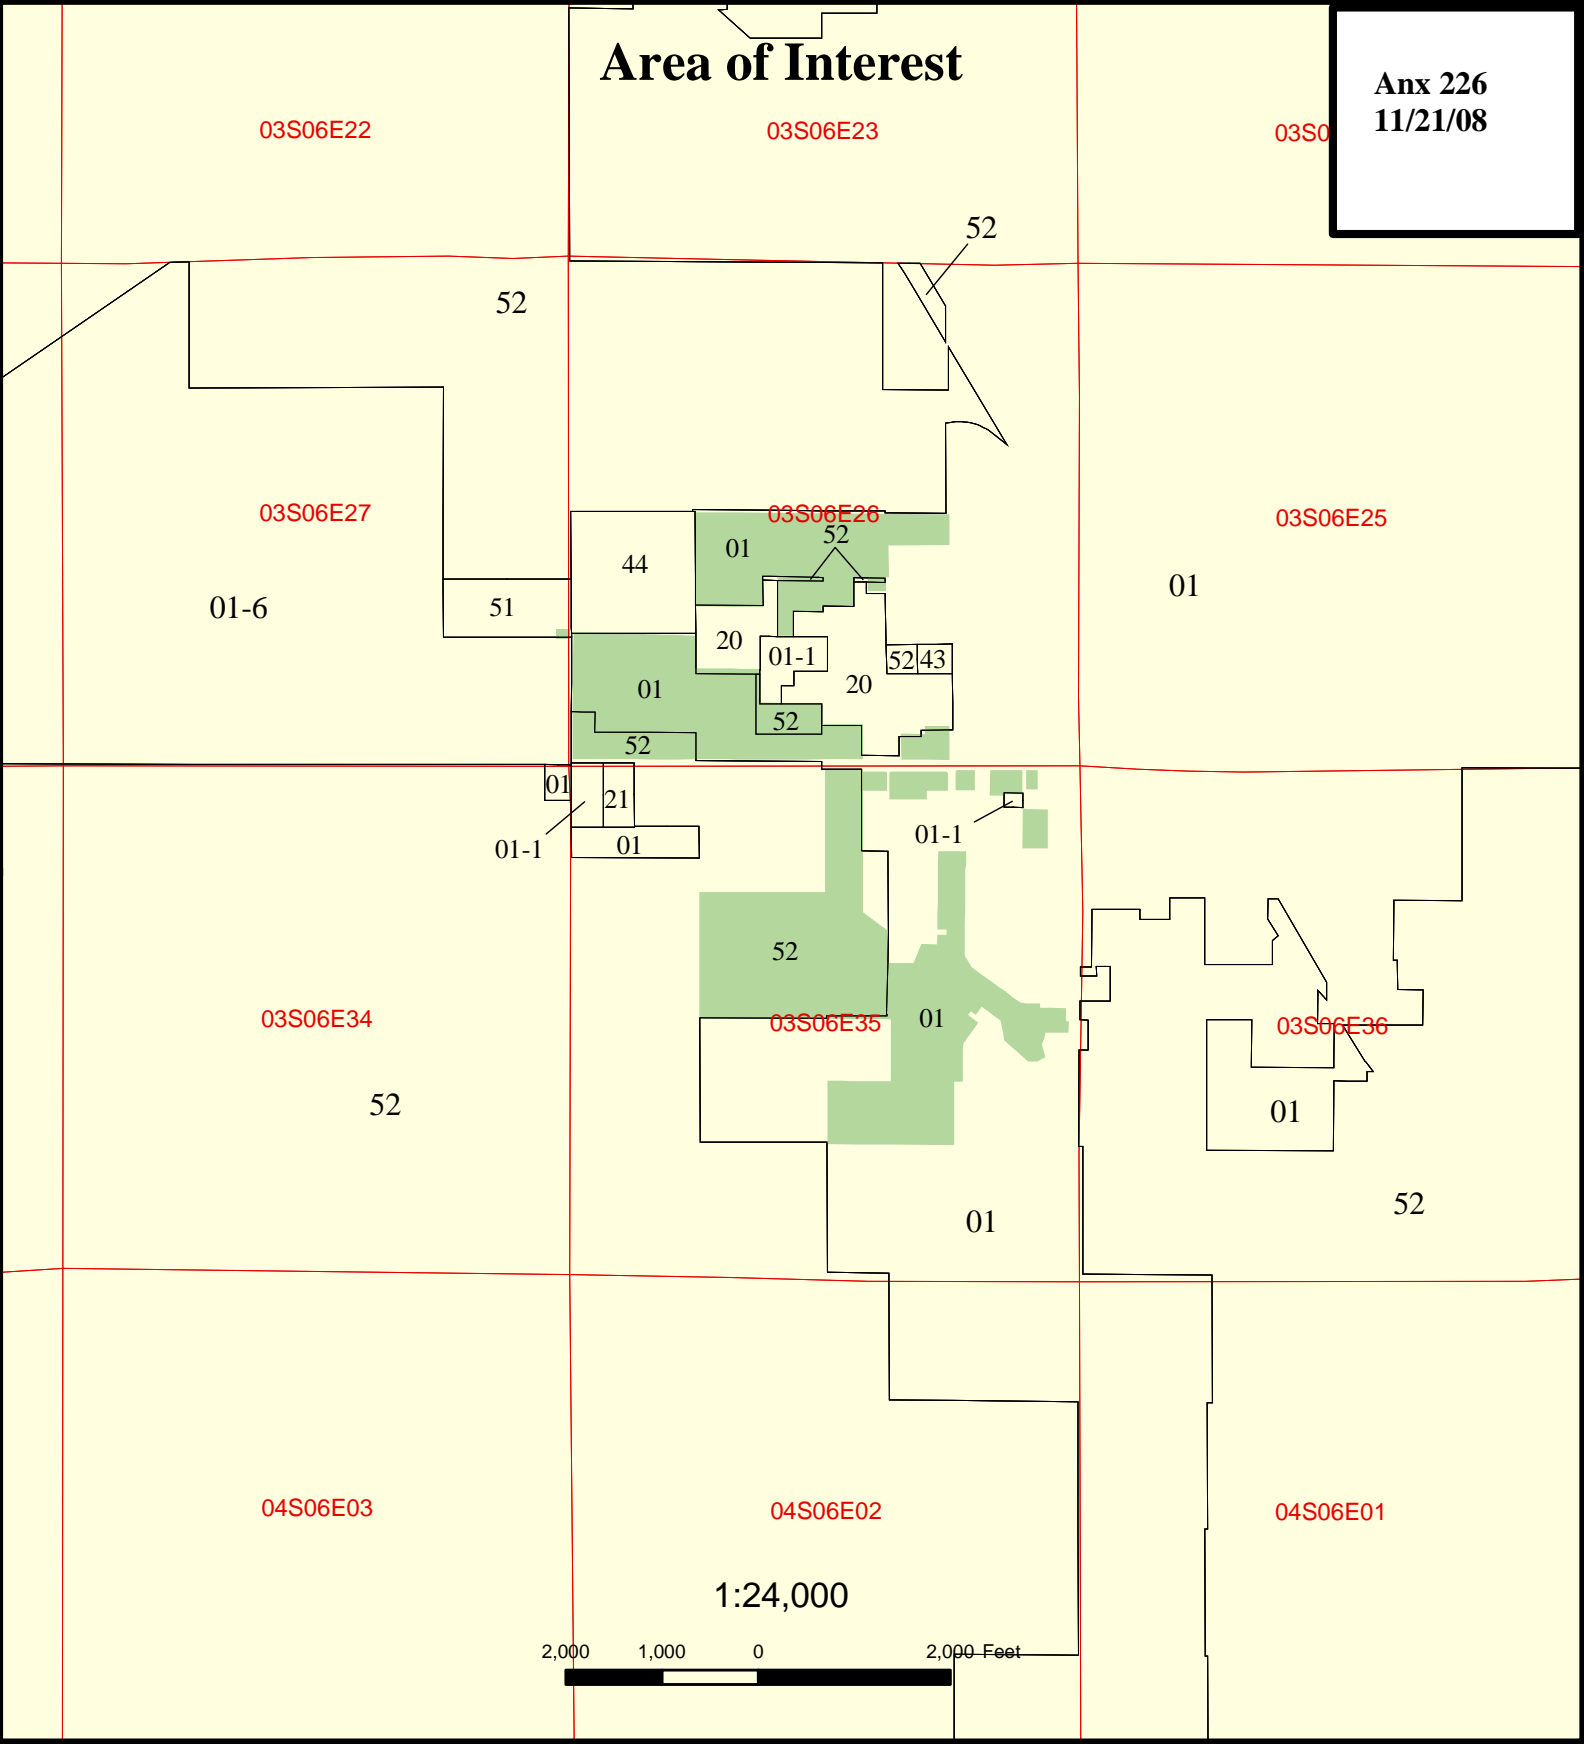 Area of Interest
Anx 226
11/21/08
03S06E22
03S06E23
03S0
52
52
03S06E27
03S06E26
03S06E25
52
01
44
01
01-6
51
20
01-1
52
43
01
20
52
52
01
21
01-1
01
01-1
52
03S06E34
03S06E35
01
03S06E36
52
01
52
01
04S06E03
04S06E02
04S06E01
1:24,000
2,000 1,000 0 2,000 Feet